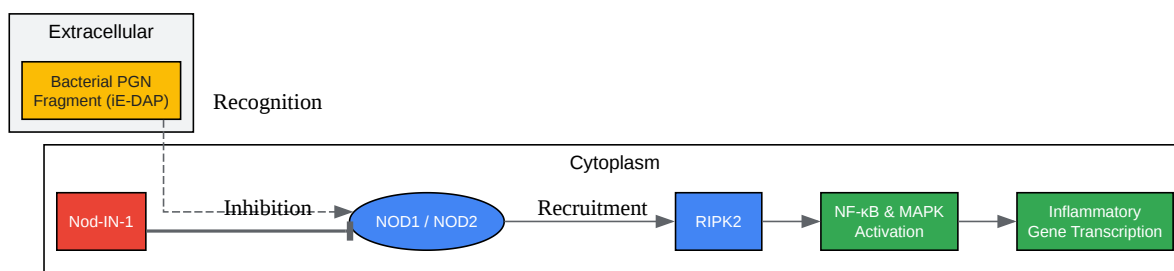 Extracellular
Bacterial PGN
Fragment (iE-DAP)
Recognition
Cytoplasm
Nod-IN-1
Inhibition
NOD1 / NOD2
Recruitment
RIPK2
NF-κB & MAPK
Activation
Inflammatory
Gene Transcription